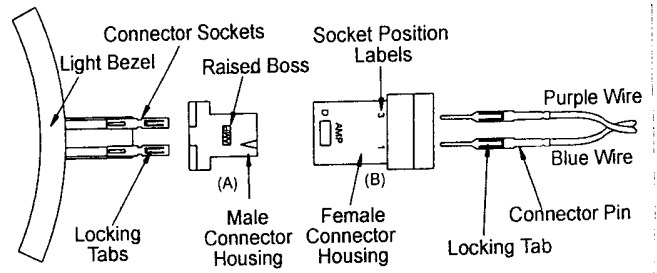 Connector Sockets
Light Bezel
Raised Boss
Socket Position
Labels
Purple Wire
Blue Wire
D
AMP
3
1
(A)
(B)
Locking
Tabs
Male
Connector
Housing
Female
Connector
Housing
Connector Pin
Locking Tab